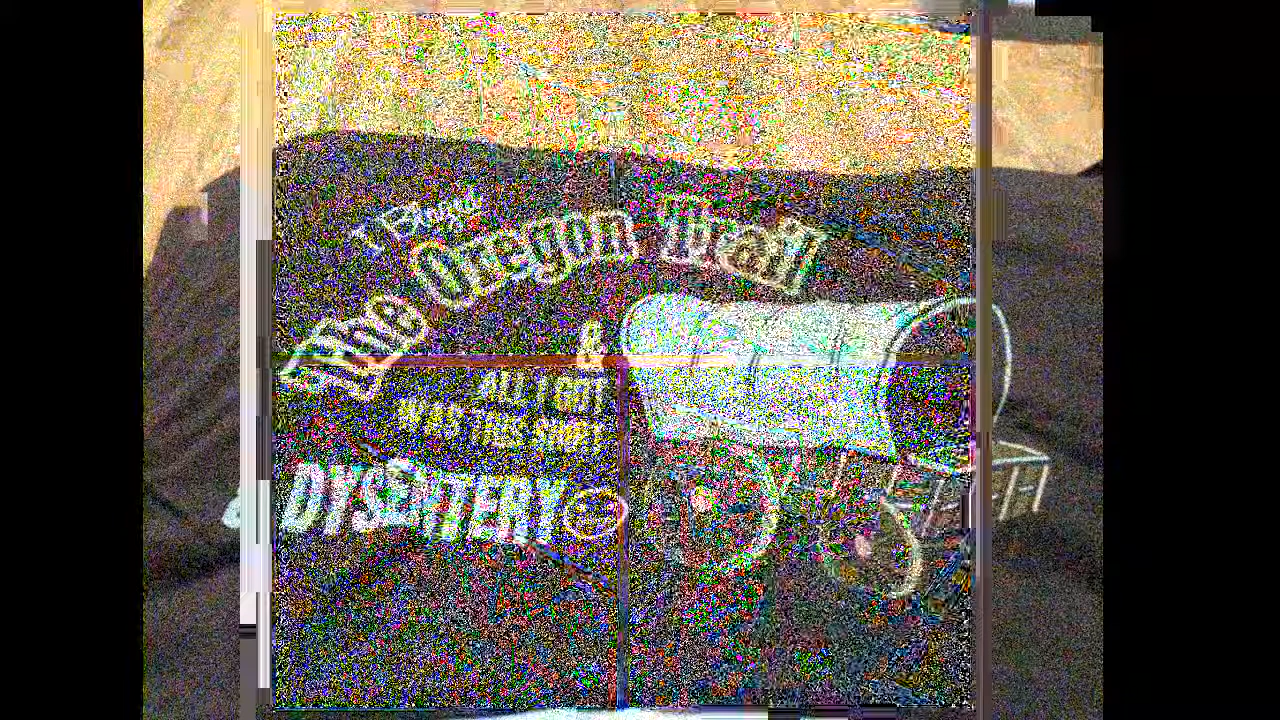 I Played
The Oregon Trail
&
ALL I GOT
WAS THIS SHIRT
& DYSENTERY